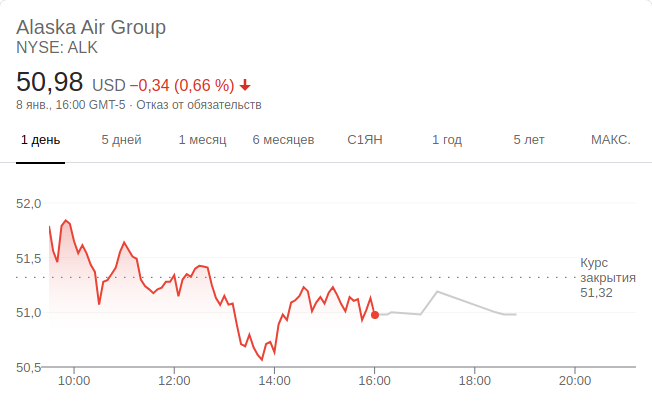 Alaska Air Group
NYSE: ALK
50,98 USD −0,34 (0,66 %)
8 янв., 16:00 GMT-5 · Отказ от обязательств
1 день 5 дней 1 месяц 6 месяцев С1ЯН 1 год 5 лет МАКС.
52,0
51,5
Курс
закрытия
51,32
51,0
50,5
10:00 12:00 14:00 16:00 18:00 20:00